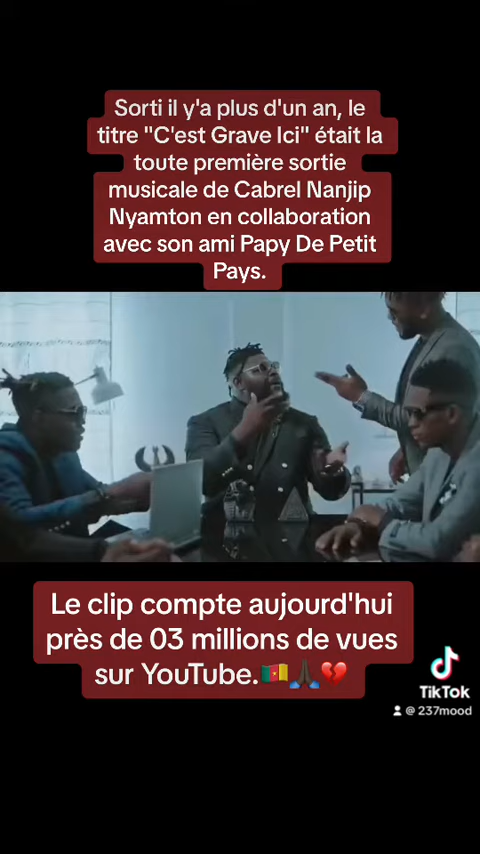 Sorti il y'a plus d'un an, le
titre "C'est Grave Ici" était la
toute première sortie
musicale de Cabrel Nanjip
Nyamton en collaboration
avec son ami Papy De Petit
Pays.
Le clip compte aujourd'hui
près de 03 millions de vues
sur YouTube.🇨🇲🙏🏿💔
TikTok
@ 237mood